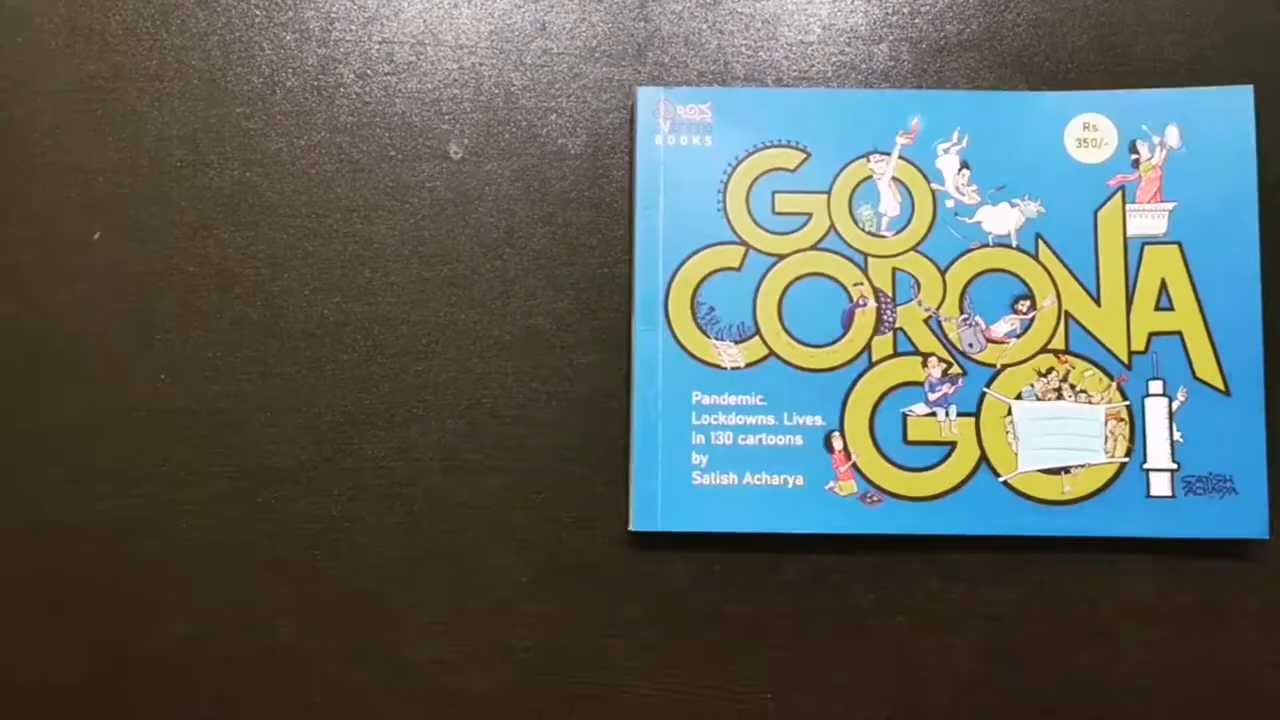 BOOKS
Rs.
350/-
GO
CORONA
GO
Pandemic.
Lockdowns. Lives.
In 130 cartoons
by
Satish Acharya
SATISH
ACHARYA